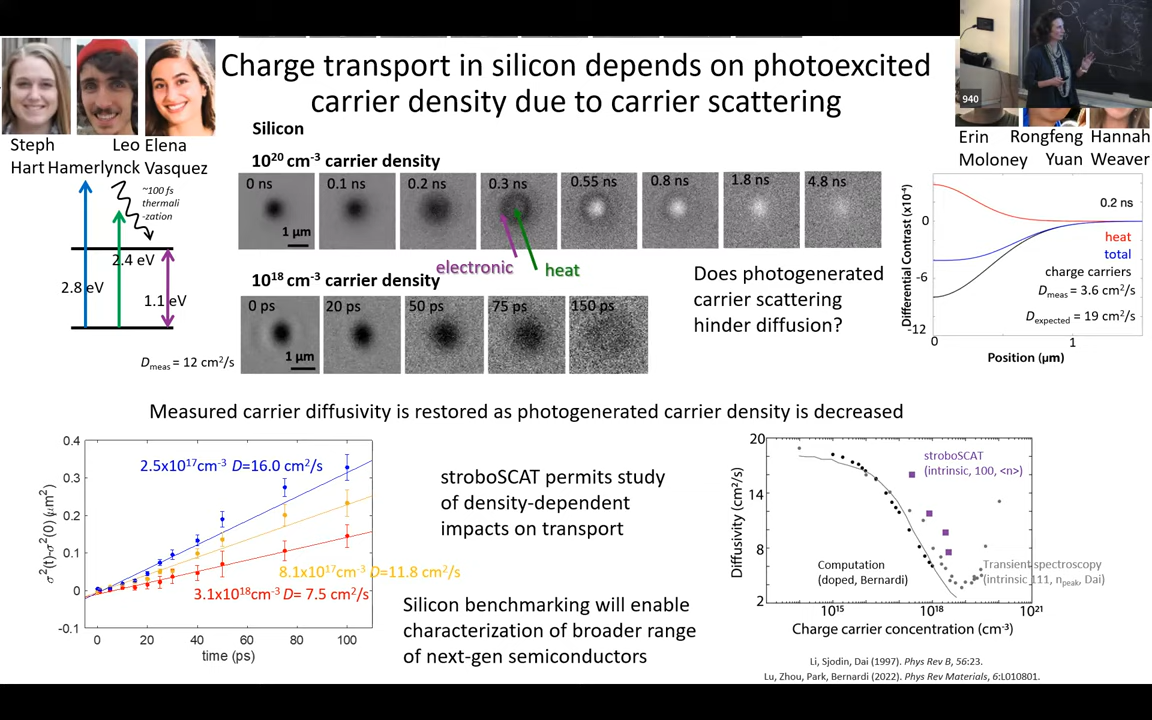 Charge transport in silicon depends on photoexcited
carrier density due to carrier scattering
940
Steph
Hart
Leo
Hamerlynck
Elena
Vasquez
Erin
Moloney
Rongfeng
Yuan
Hannah
Weaver
Silicon
10²⁰ cm⁻³ carrier density
0 ns
0.1 ns
0.2 ns
0.3 ns
0.55 ns
0.8 ns
1.8 ns
4.8 ns
1 µm
electronic
heat
~100 fs
thermali
-zation
2.4 eV
2.8 eV
1.1 eV
D_meas = 12 cm²/s
10¹⁸ cm⁻³ carrier density
0 ps
20 ps
50 ps
75 ps
150 ps
1 µm
Does photogenerated
carrier scattering
hinder diffusion?
Differential Contrast (x10⁻⁴)
0
-6
-12
0.2 ns
heat
total
charge carriers
D_meas = 3.6 cm²/s
D_expected = 19 cm²/s
0
1
Position (µm)
Measured carrier diffusivity is restored as photogenerated carrier density is decreased
σ²(t)-σ²(0) (µm²)
0.4
0.3
0.2
0.1
0
-0.1
2.5x10¹⁷cm⁻³ D=16.0 cm²/s
8.1x10¹⁷cm⁻³ D=11.8 cm²/s
3.1x10¹⁸cm⁻³ D= 7.5 cm²/s
0
20
40
60
80
100
time (ps)
stroboSCAT permits study
of density-dependent
impacts on transport
Silicon benchmarking will enable
characterization of broader range
of next-gen semiconductors
Diffusivity (cm²/s)
20
14
8
2
stroboSCAT
(intrinsic, 100, <n>)
Computation
(doped, Bernardi)
Transient spectroscopy
(intrinsic 111, n_peak, Dai)
10¹⁵
10¹⁸
10²¹
Charge carrier concentration (cm⁻³)
Li, Sjodin, Dai (1997). Phys Rev B, 56:23.
Lu, Zhou, Park, Bernardi (2022). Phys Rev Materials, 6:L010801.